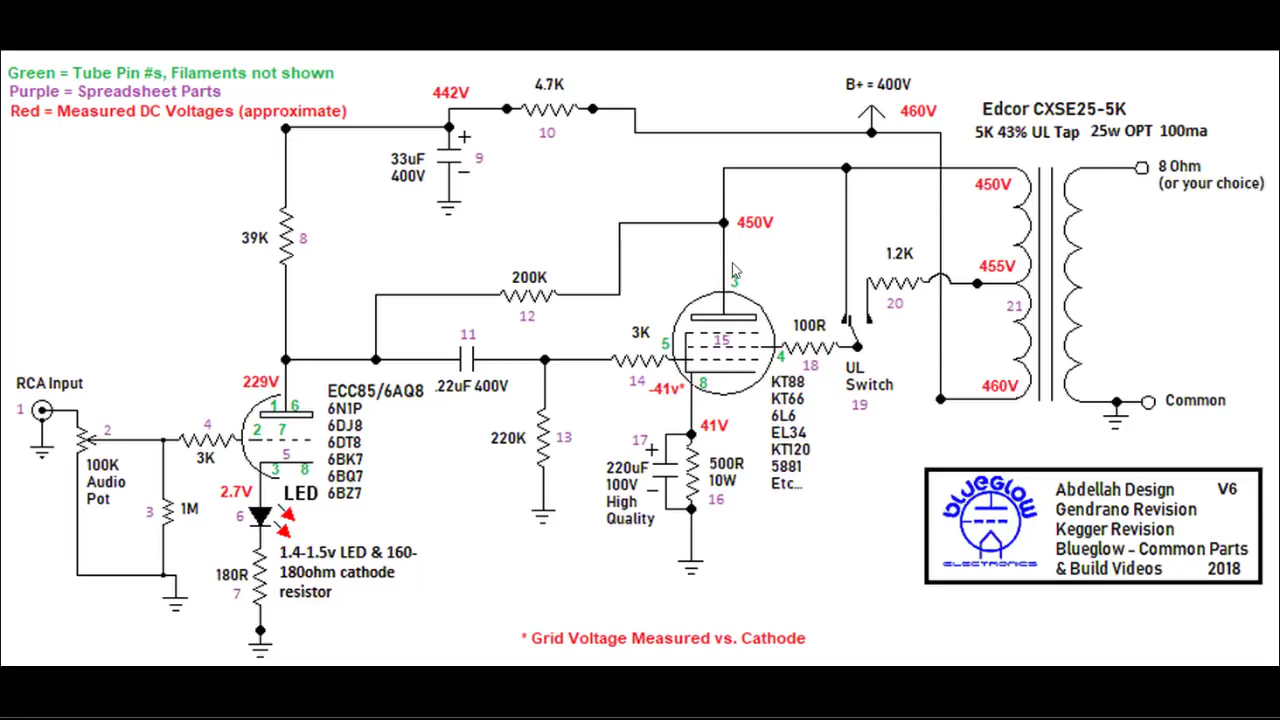 Green = Tube Pin #s, Filaments not shown
Purple = Spreadsheet Parts
Red = Measured DC Voltages (approximate)
442V
4.7K
10
33uF
400V
9
B+ = 400V
460V
Edcor CXSE25-5K
5K 43% UL Tap 25w OPT 100ma
450V
8 Ohm
(or your choice)
39K
8
450V
200K
12
3
1.2K
20
455V
21
460V
Common
11
.22uF 400V
3K
14
5
-41v*
15
8
4
100R
18
UL
Switch
19
KT88
KT66
6L6
EL34
KT120
5881
Etc...
229V
ECC85/6AQ8
6N1P
6DJ8
6DT8
6BK7
6BQ7
6BZ7
RCA Input
1
2
100K
Audio
Pot
4
3K
1 6
2 7
5
3 8
3
1M
2.7V
LED
6
1.4-1.5v LED & 160-
180ohm cathode
resistor
180R
7
220K
13
41V
17
+
220uF
100V
High
Quality
500R
10W
16
* Grid Voltage Measured vs. Cathode
BLUEGLOW
ELECTRONICS
Abdellah Design V6
Gendrano Revision
Kegger Revision
Blueglow - Common Parts
& Build Videos 2018